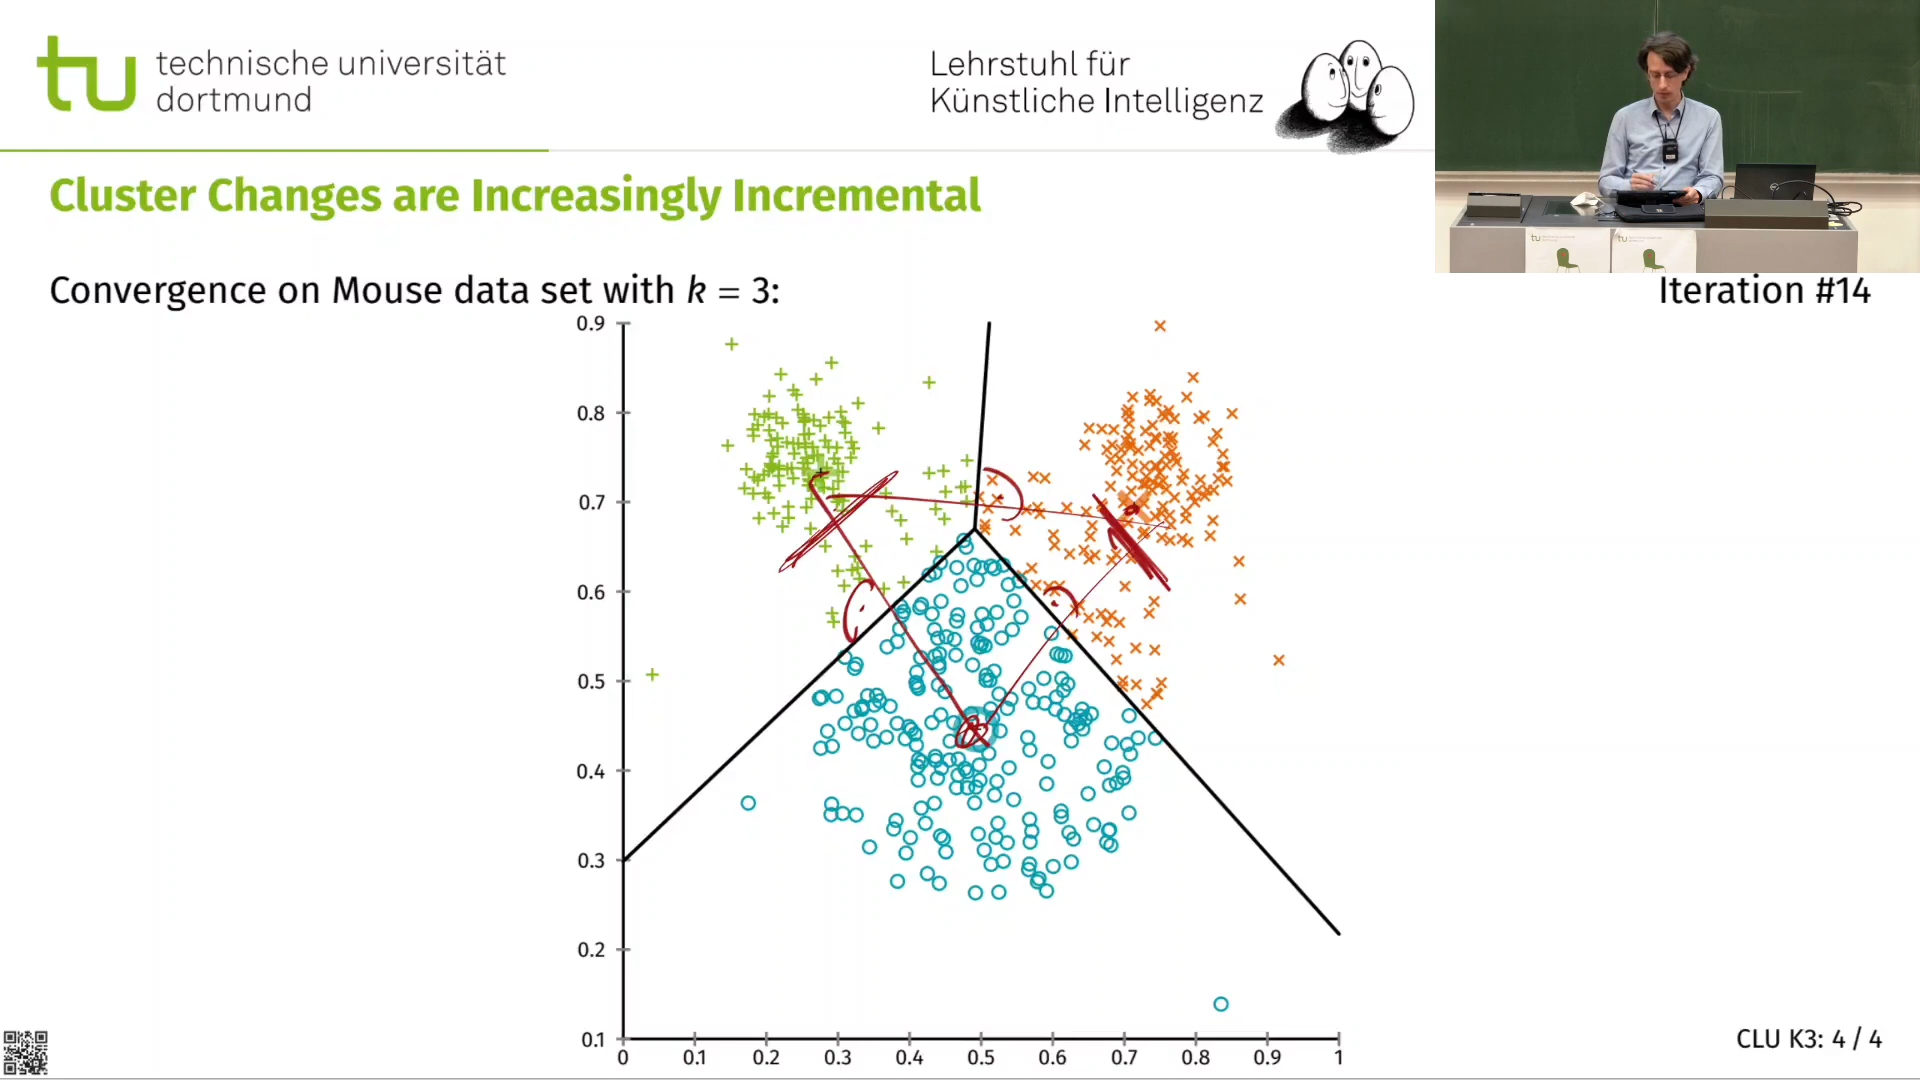 tu technische universität
dortmund
Lehrstuhl für
Künstliche Intelligenz
Cluster Changes are Increasingly Incremental
Convergence on Mouse data set with k = 3:
Iteration #14
0.9
0.8
0.7
0.6
0.5
0.4
0.3
0.2
0.1
0 0.1 0.2 0.3 0.4 0.5 0.6 0.7 0.8 0.9 1
CLU K3: 4 / 4